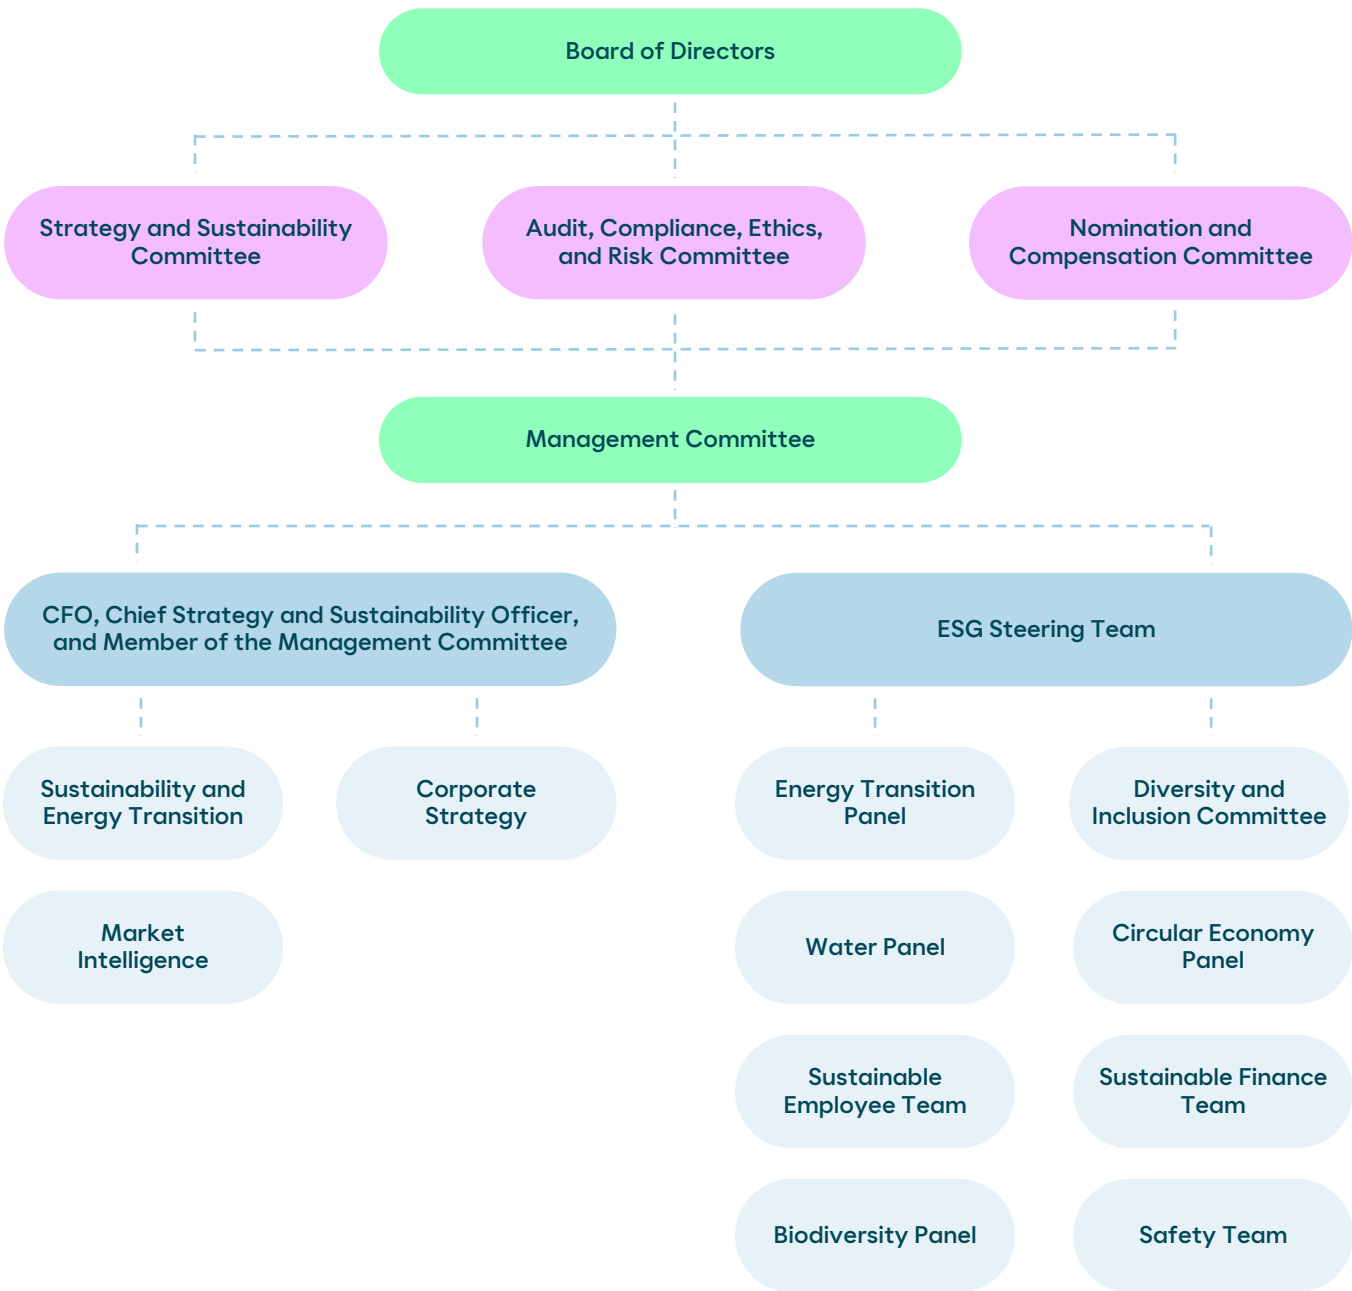 Board of Directors
Strategy and Sustainability
Committee
Audit, Compliance, Ethics,
and Risk Committee
Nomination and
Compensation Committee
Management Committee
CFO, Chief Strategy and Sustainability Officer,
and Member of the Management Committee
ESG Steering Team
Sustainability and
Energy Transition
Corporate
Strategy
Energy Transition
Panel
Diversity and
Inclusion Committee
Market
Intelligence
Water Panel
Circular Economy
Panel
Sustainable
Employee Team
Sustainable Finance
Team
Biodiversity Panel
Safety Team